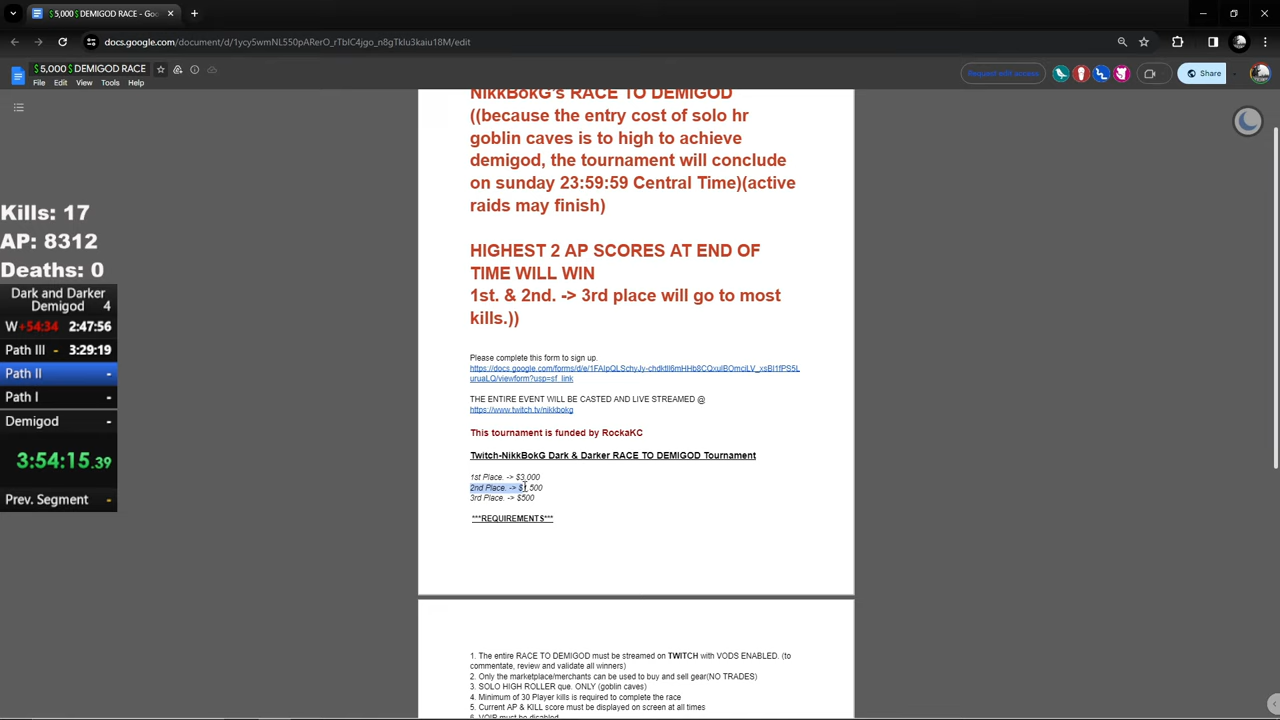 $5,000$ DEMIGOD RACE - Goo
docs.google.com/document/d/1ycy5wmNL550pARerO_rTblC4jgo_n8gTklu3kaiu18M/edit
$5,000$ DEMIGOD RACE
File Edit View Tools Help
Request edit access
Share
NikkBokG's RACE TO DEMIGOD
((because the entry cost of solo hr
goblin caves is to high to achieve
demigod, the tournament will conclude
on sunday 23:59:59 Central Time)(active
raids may finish)
HIGHEST 2 AP SCORES AT END OF
TIME WILL WIN
1st. & 2nd. -> 3rd place will go to most
kills.))
Please complete this form to sign up.
THE ENTIRE EVENT WILL BE CASTED AND LIVE STREAMED @
https://www.twitch.tv/nikkbokg
This tournament is funded by RockaKC
Twitch-NikkBokG Dark & Darker RACE TO DEMIGOD Tournament
1st Place. -> $3,000
2nd Place. -> $1,500
3rd Place. -> $500
***REQUIREMENTS***
1. The entire RACE TO DEMIGOD must be streamed on TWITCH with VODS ENABLED. (to
commentate, review and validate all winners)
2. Only the marketplace/merchants can be used to buy and sell gear(NO TRADES)
3. SOLO HIGH ROLLER que. ONLY (goblin caves)
4. Minimum of 30 Player kills is required to complete the race
5. Current AP & KILL score must be displayed on screen at all times
6. VOIP must be disabled
Kills: 17
AP: 8312
Deaths: 0
Dark and Darker
Demigod 4
W +54:34 2:47:56
Path III - 3:29:19
Path II -
Path I -
Demigod -
3:54:15.39
Prev. Segment -